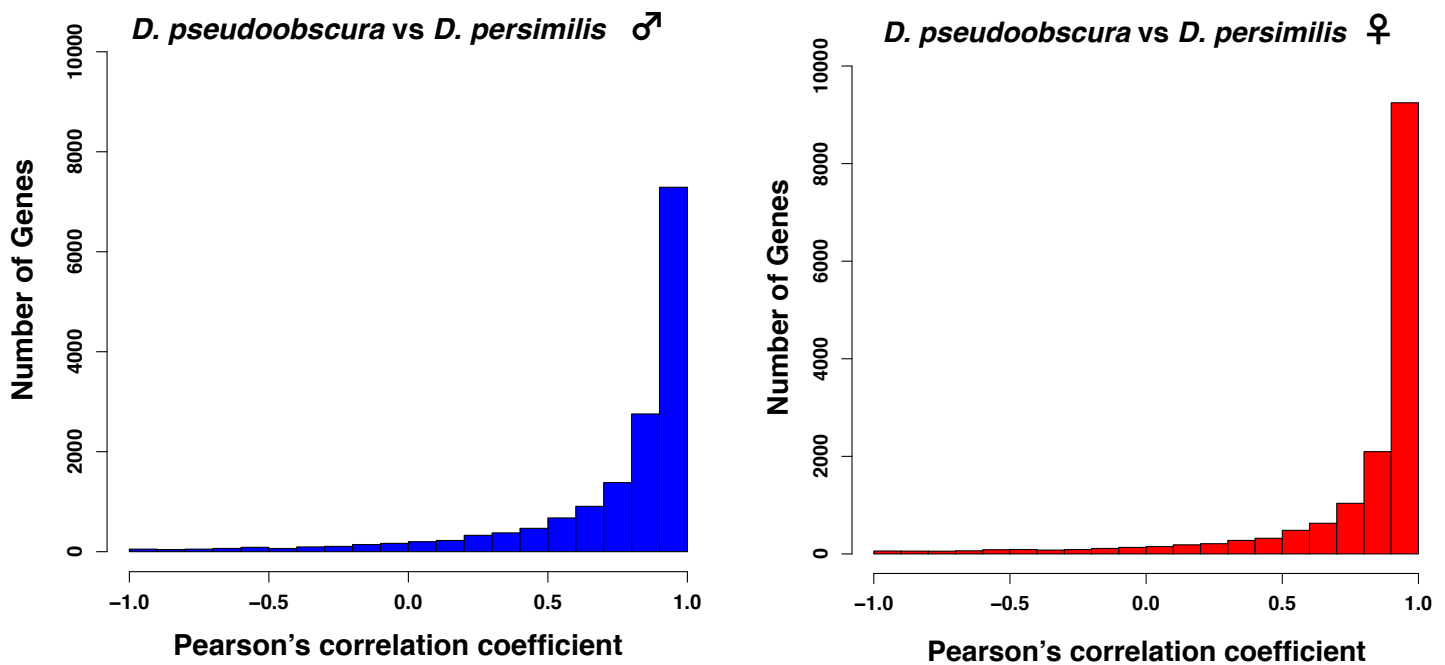 D. pseudoobscura vs D. persimilis ♂
Number of Genes
10000
8000
6000
4000
2000
0
−1.0 −0.5 0.0 0.5 1.0
Pearson’s correlation coefficient
D. pseudoobscura vs D. persimilis ♀
Number of Genes
10000
8000
6000
4000
2000
0
−1.0 −0.5 0.0 0.5 1.0
Pearson’s correlation coefficient